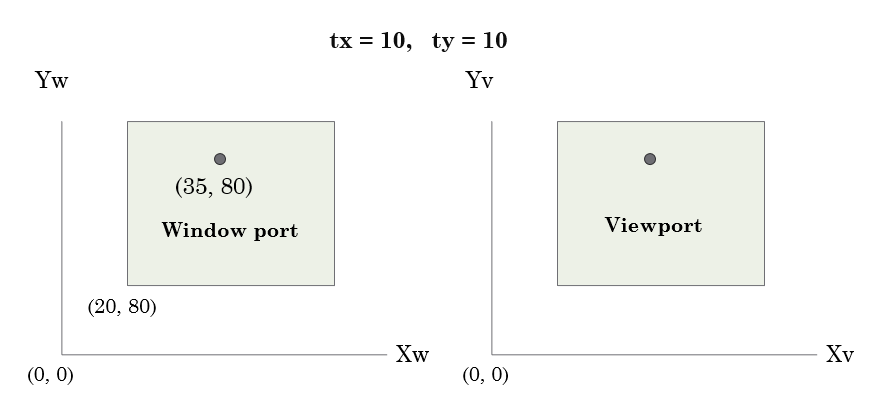 tx = 10, ty = 10
Yw
Yv
(35, 80)
Window port
Viewport
(20, 80)
Xw
Xv
(0, 0)
(0, 0)